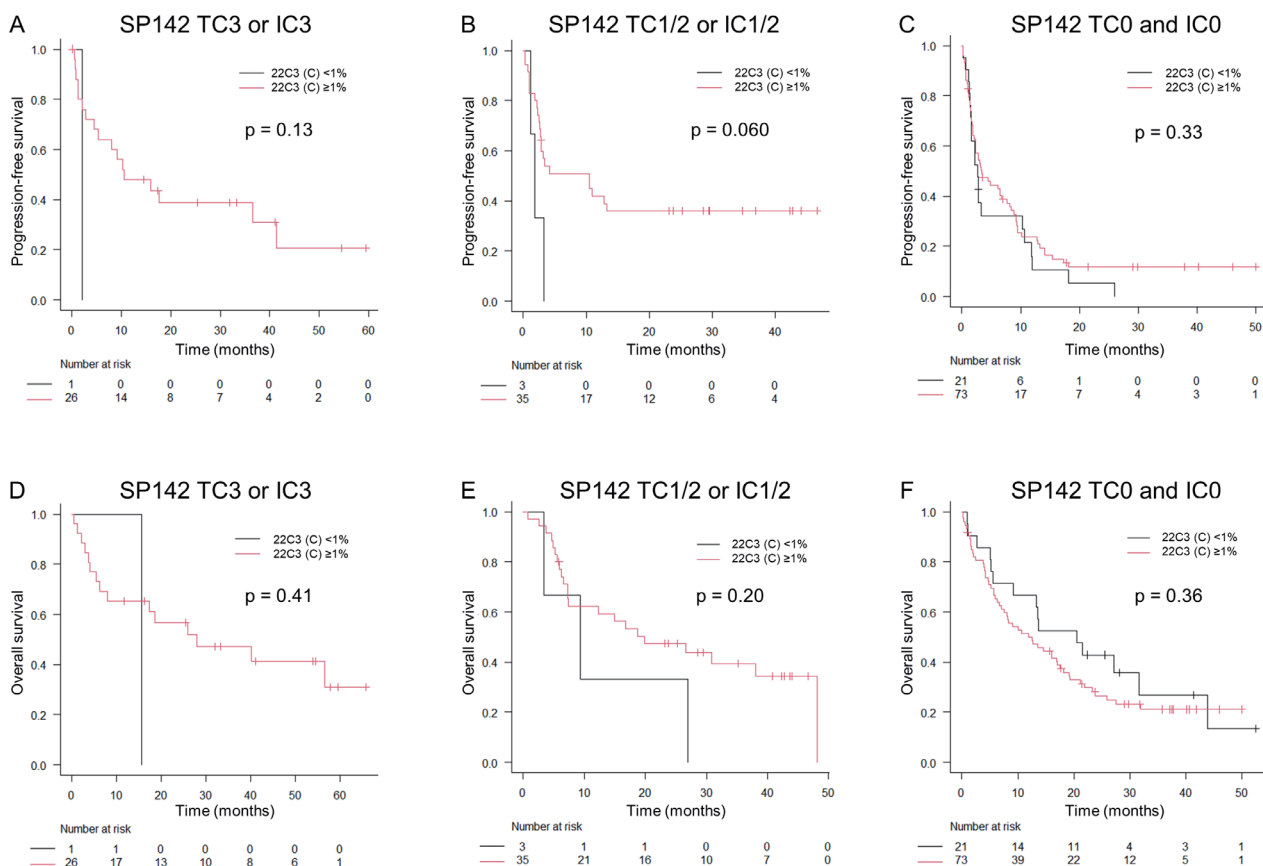 A
SP142 TC3 or IC3
Progression-free survival
1.0
0.8
0.6
0.4
0.2
0.0
22C3 (C) <1%
22C3 (C) ≥1%
p = 0.13
0 10 20 30 40 50 60
Time (months)
Number at risk
1 0 0 0 0 0 0
26 14 8 7 4 2 0
B
SP142 TC1/2 or IC1/2
Progression-free survival
1.0
0.8
0.6
0.4
0.2
0.0
22C3 (C) <1%
22C3 (C) ≥1%
p = 0.060
0 10 20 30 40
Time (months)
Number at risk
3 0 0 0 0
35 17 12 6 4
C
SP142 TC0 and IC0
Progression-free survival
1.0
0.8
0.6
0.4
0.2
0.0
22C3 (C) <1%
22C3 (C) ≥1%
p = 0.33
0 10 20 30 40 50
Time (months)
Number at risk
21 6 1 0 0 0
73 17 7 4 3 1
D
SP142 TC3 or IC3
Overall survival
1.0
0.8
0.6
0.4
0.2
0.0
22C3 (C) <1%
22C3 (C) ≥1%
p = 0.41
0 10 20 30 40 50 60
Time (months)
Number at risk
1 1 0 0 0 0 0
26 17 13 10 8 6 1
E
SP142 TC1/2 or IC1/2
Overall survival
1.0
0.8
0.6
0.4
0.2
0.0
22C3 (C) <1%
22C3 (C) ≥1%
p = 0.20
0 10 20 30 40 50
Time (months)
Number at risk
3 1 1 0 0 0
35 21 16 10 7 0
F
SP142 TC0 and IC0
Overall survival
1.0
0.8
0.6
0.4
0.2
0.0
22C3 (C) <1%
22C3 (C) ≥1%
p = 0.36
0 10 20 30 40 50
Time (months)
Number at risk
21 14 11 4 3 1
73 39 22 12 5 1